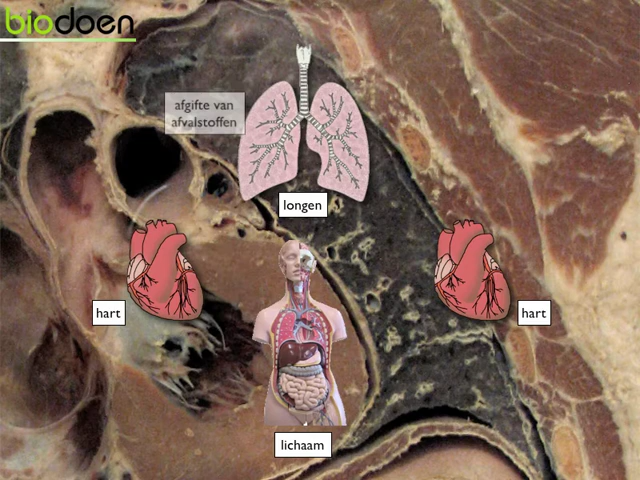 biodoen
afgifte van
afvalstoffen
longen
hart
hart
lichaam